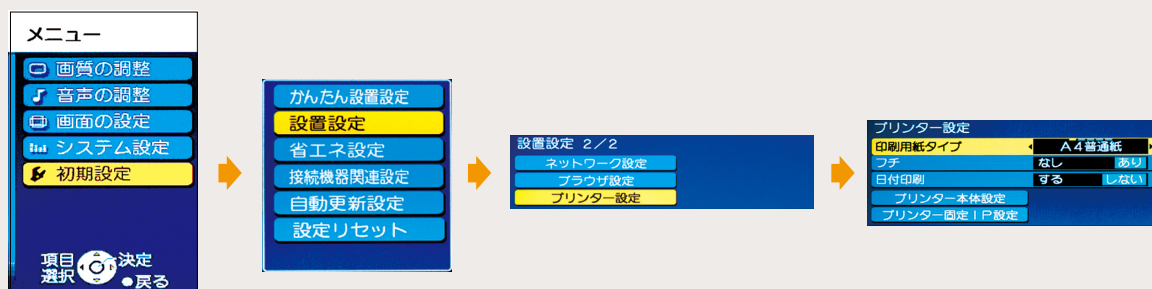 メニュー
画質の調整
音声の調整
画面の設定
システム設定
初期設定
項目
選択
決定
戻る
かんたん設置設定
設置設定
省エネ設定
接続機器関連設定
自動更新設定
設定リセット
設置設定 2/2
ネットワーク設定
ブラウザ設定
プリンター設定
プリンター設定
印刷用紙タイプ A4普通紙
フチ なし あり
日付印刷 する しない
プリンター本体設定
プリンター固定IP設定